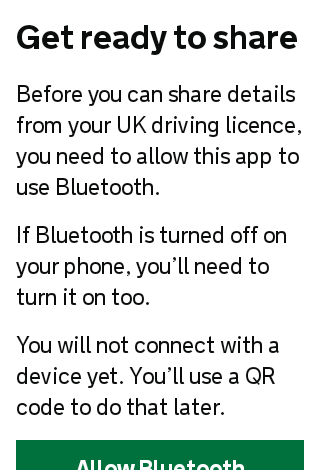 Get ready to share
Before you can share details
from your UK driving licence,
you need to allow this app to
use Bluetooth.
If Bluetooth is turned off on
your phone, you’ll need to
turn it on too.
You will not connect with a
device yet. You’ll use a QR
code to do that later.
Allow Bluetooth